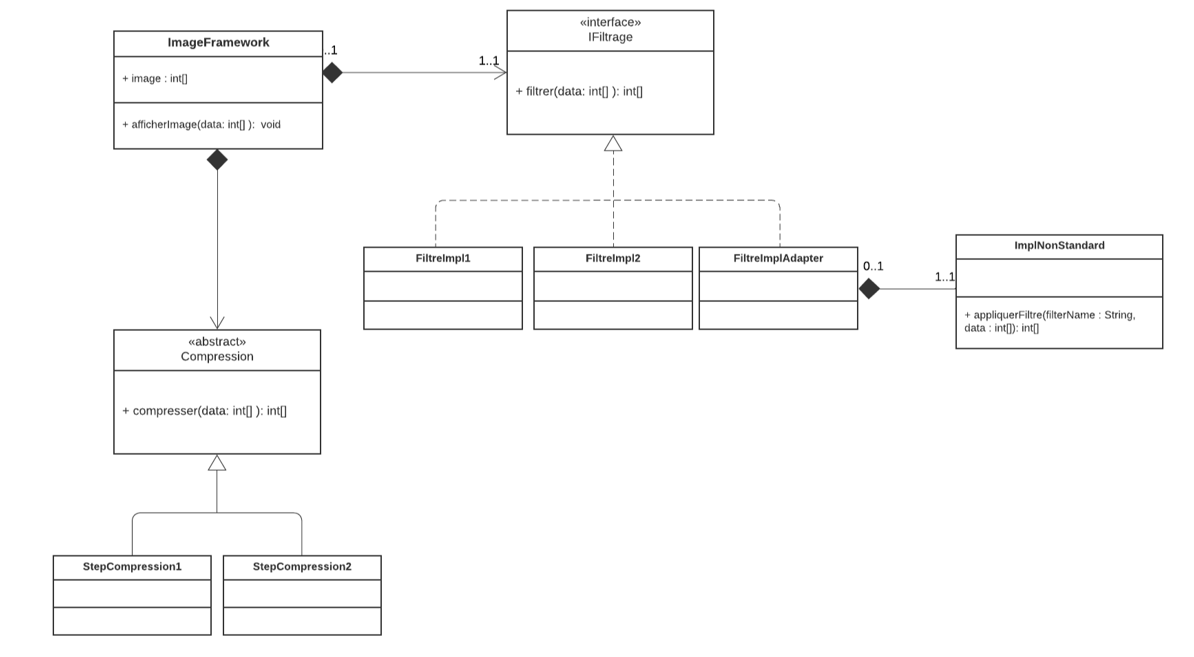 ImageFramework
+ image : int[]
+ afficherImage(data: int[] ): void
..1
1..1
«interface»
IFiltrage
+ filtrer(data: int[] ): int[]
FiltreImpl1
FiltreImpl2
FiltreImplAdapter
0..1
1..1
ImplNonStandard
+ appliquerFiltre(filterName : String,
data : int[]): int[]
«abstract»
Compression
+ compresser(data: int[] ): int[]
StepCompression1
StepCompression2